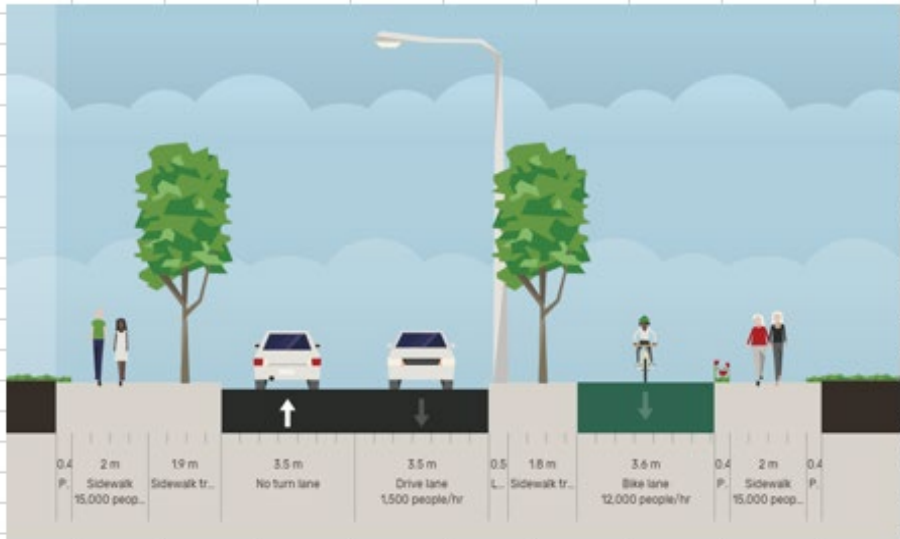 0.4
P..
2 m
Sidewalk
15,000 peop...
1.9 m
Sidewalk tr...
3.5 m
No turn lane
3.5 m
Drive lane
1,500 people/hr
0.5
L...
1.8 m
Sidewalk tr...
3.6 m
Bike lane
12,000 people/hr
0.4
P..
2 m
Sidewalk
15,000 peop...
0.4
P..